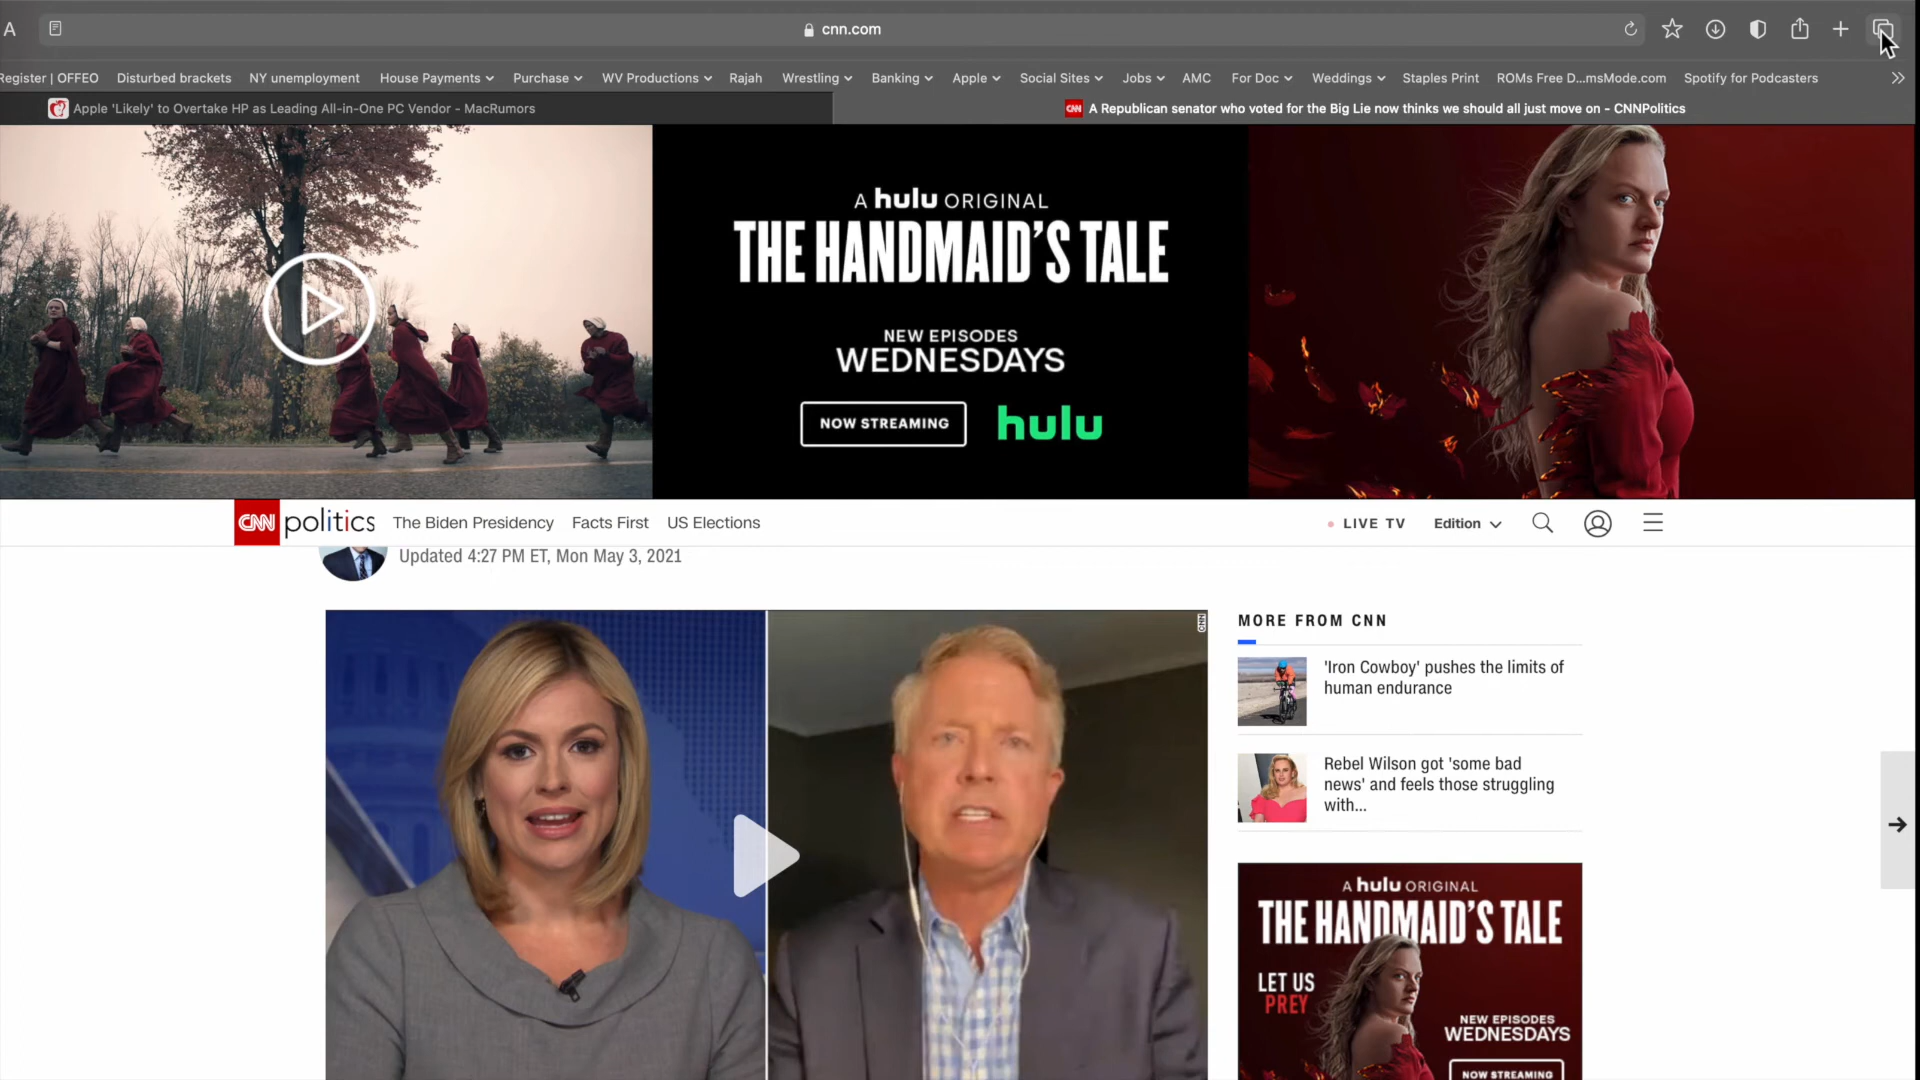 A
cnn.com
Register | OFFEO Disturbed brackets NY unemployment House Payments Purchase WV Productions Rajah Wrestling Banking Apple Social Sites Jobs AMC For Doc Weddings Staples Print ROMs Free D...msMode.com Spotify for Podcasters
Apple 'Likely' to Overtake HP as Leading All-in-One PC Vendor - MacRumors
CNN A Republican senator who voted for the Big Lie now thinks we should all just move on - CNNPolitics
A hulu ORIGINAL
THE HANDMAID'S TALE
NEW EPISODES
WEDNESDAYS
NOW STREAMING hulu
CNN politics The Biden Presidency Facts First US Elections LIVE TV Edition
Updated 4:27 PM ET, Mon May 3, 2021
CNN
MORE FROM CNN
'Iron Cowboy' pushes the limits of
human endurance
Rebel Wilson got 'some bad
news' and feels those struggling
with...
A hulu ORIGINAL
THE HANDMAID'S TALE
LET US
PREY
NEW EPISODES
WEDNESDAYS
NOW STREAMING